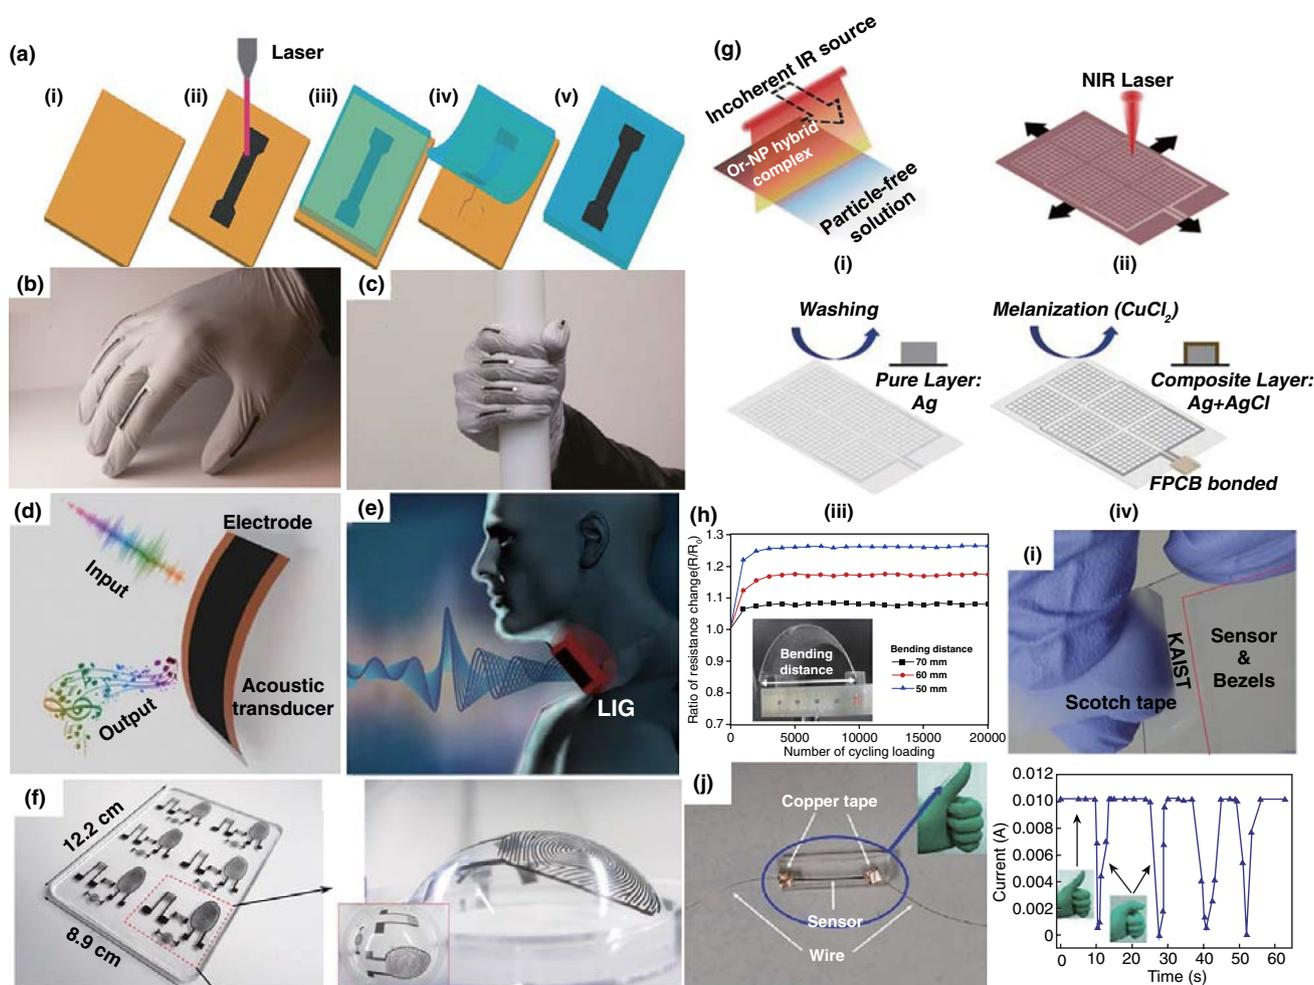 (a)
Laser
(i)
(ii)
(iii)
(iv)
(v)
(b)
(c)
(d)
Input
Electrode
Output
Acoustic
transducer
(e)
LIG
(f)
12.2 cm
8.9 cm
(g)
Incoherent IR source
Or-NP hybrid
complex
Particle-free
solution
(i)
NIR Laser
(ii)
Washing
Pure Layer:
Ag
(iii)
Melanization (CuCl2)
Composite Layer:
Ag+AgCl
FPCB bonded
(iv)
(h)
Ratio of resistance change(R/R0)
1.3
1.2
1.1
1.0
0.9
0.8
0.7
Bending
distance
Bending distance
70 mm
60 mm
50 mm
0
5000
10000
15000
20000
Number of cycling loading
(i)
KAIST
Sensor
&
Bezels
Scotch tape
(j)
Copper tape
Sensor
Wire
Current (A)
0.012
0.010
0.008
0.006
0.004
0.002
0
0
10
20
30
40
50
60
Time (s)